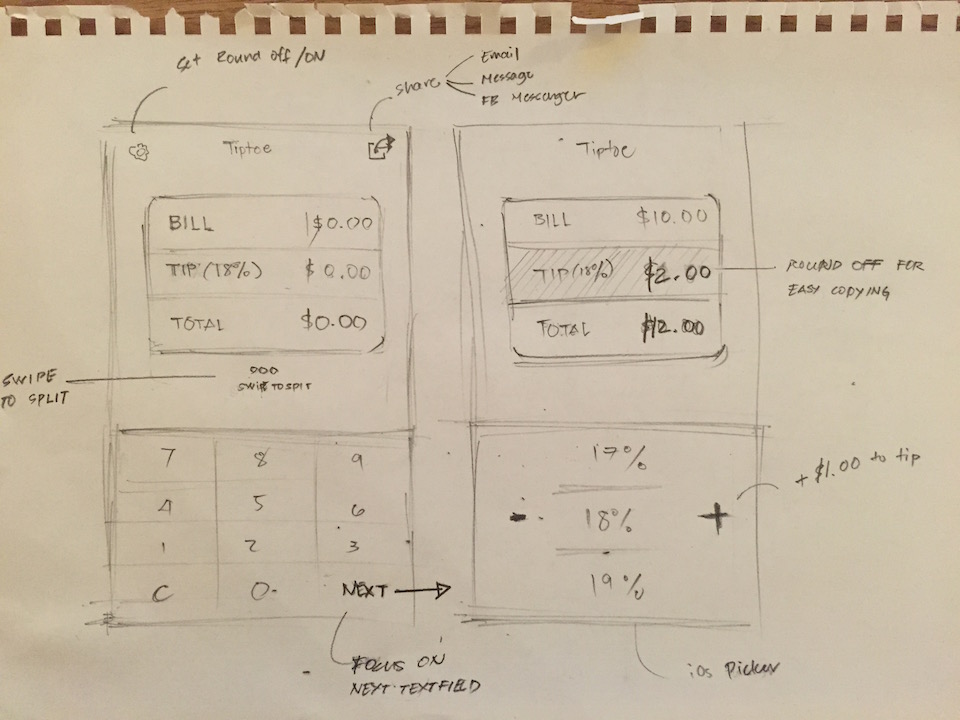 Set Round off/ON
share
Email
Message
FB Messenger
Tiptoe
BILL |$0.00
TIP (18%) $0.00
TOTAL $0.00
SWIPE
TO SPLIT
ooo
SWIPE TO SPLIT
7 8 9
4 5 6
1 2 3
C 0 NEXT
FOCUS ON
NEXT TEXTFIELD
Tiptoe
BILL $10.00
TIP (18%) $2.00
TOTAL $12.00
ROUND OFF FOR
EASY COPYING
17%
- 18% +
19%
+ $1.00 to tip
iOS Picker